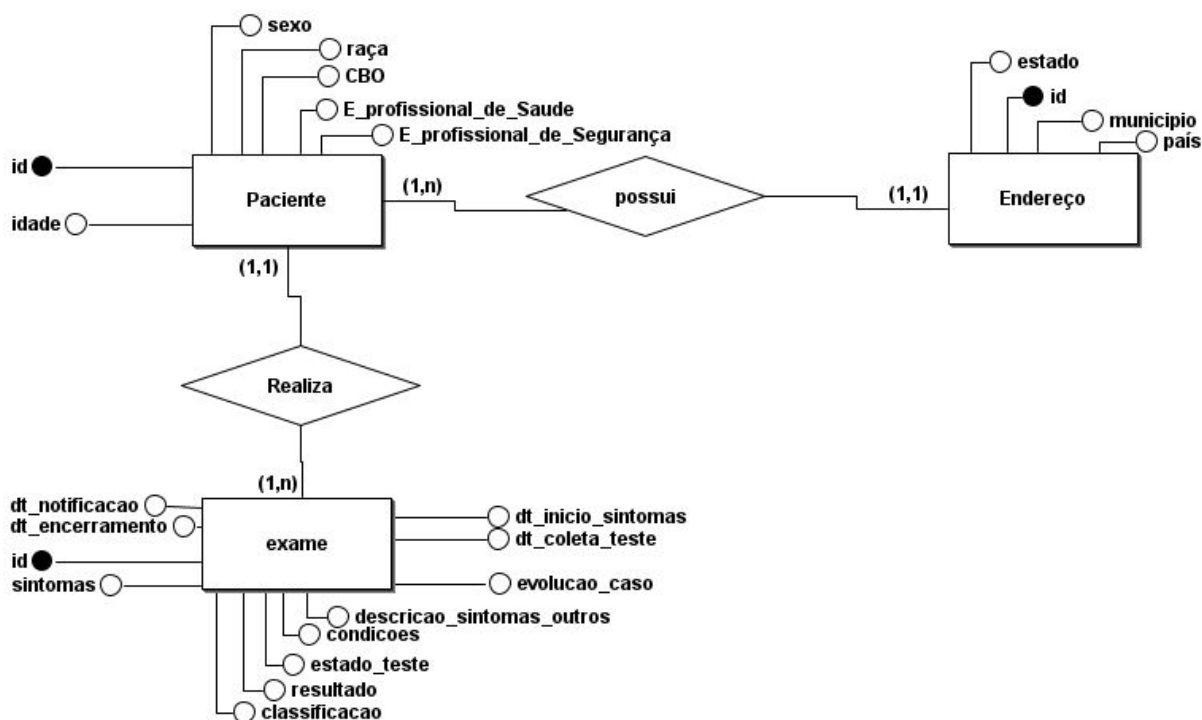 sexo
raça
CBO
E_profissional_de_Saude
E_profissional_de_Segurança
id
Paciente
idade
(1,n)
possui
(1,1)
estado
id
municipio
país
Endereço
(1,1)
Realiza
(1,n)
dt_notificacao
dt_encerramento
id
sintomas
exame
dt_inicio_sintomas
dt_coleta_teste
evolucao_caso
descricao_sintomas_outros
condicoes
estado_teste
resultado
classificacao